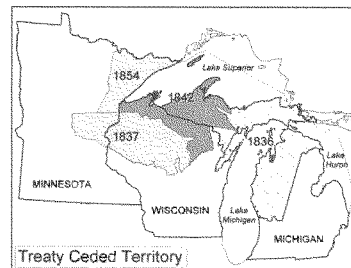 1854
Lake Superior
1842
1837
1836
Lake
Huron
MINNESOTA
WISCONSIN
Lake
Michigan
MICHIGAN
Treaty Ceded Territory